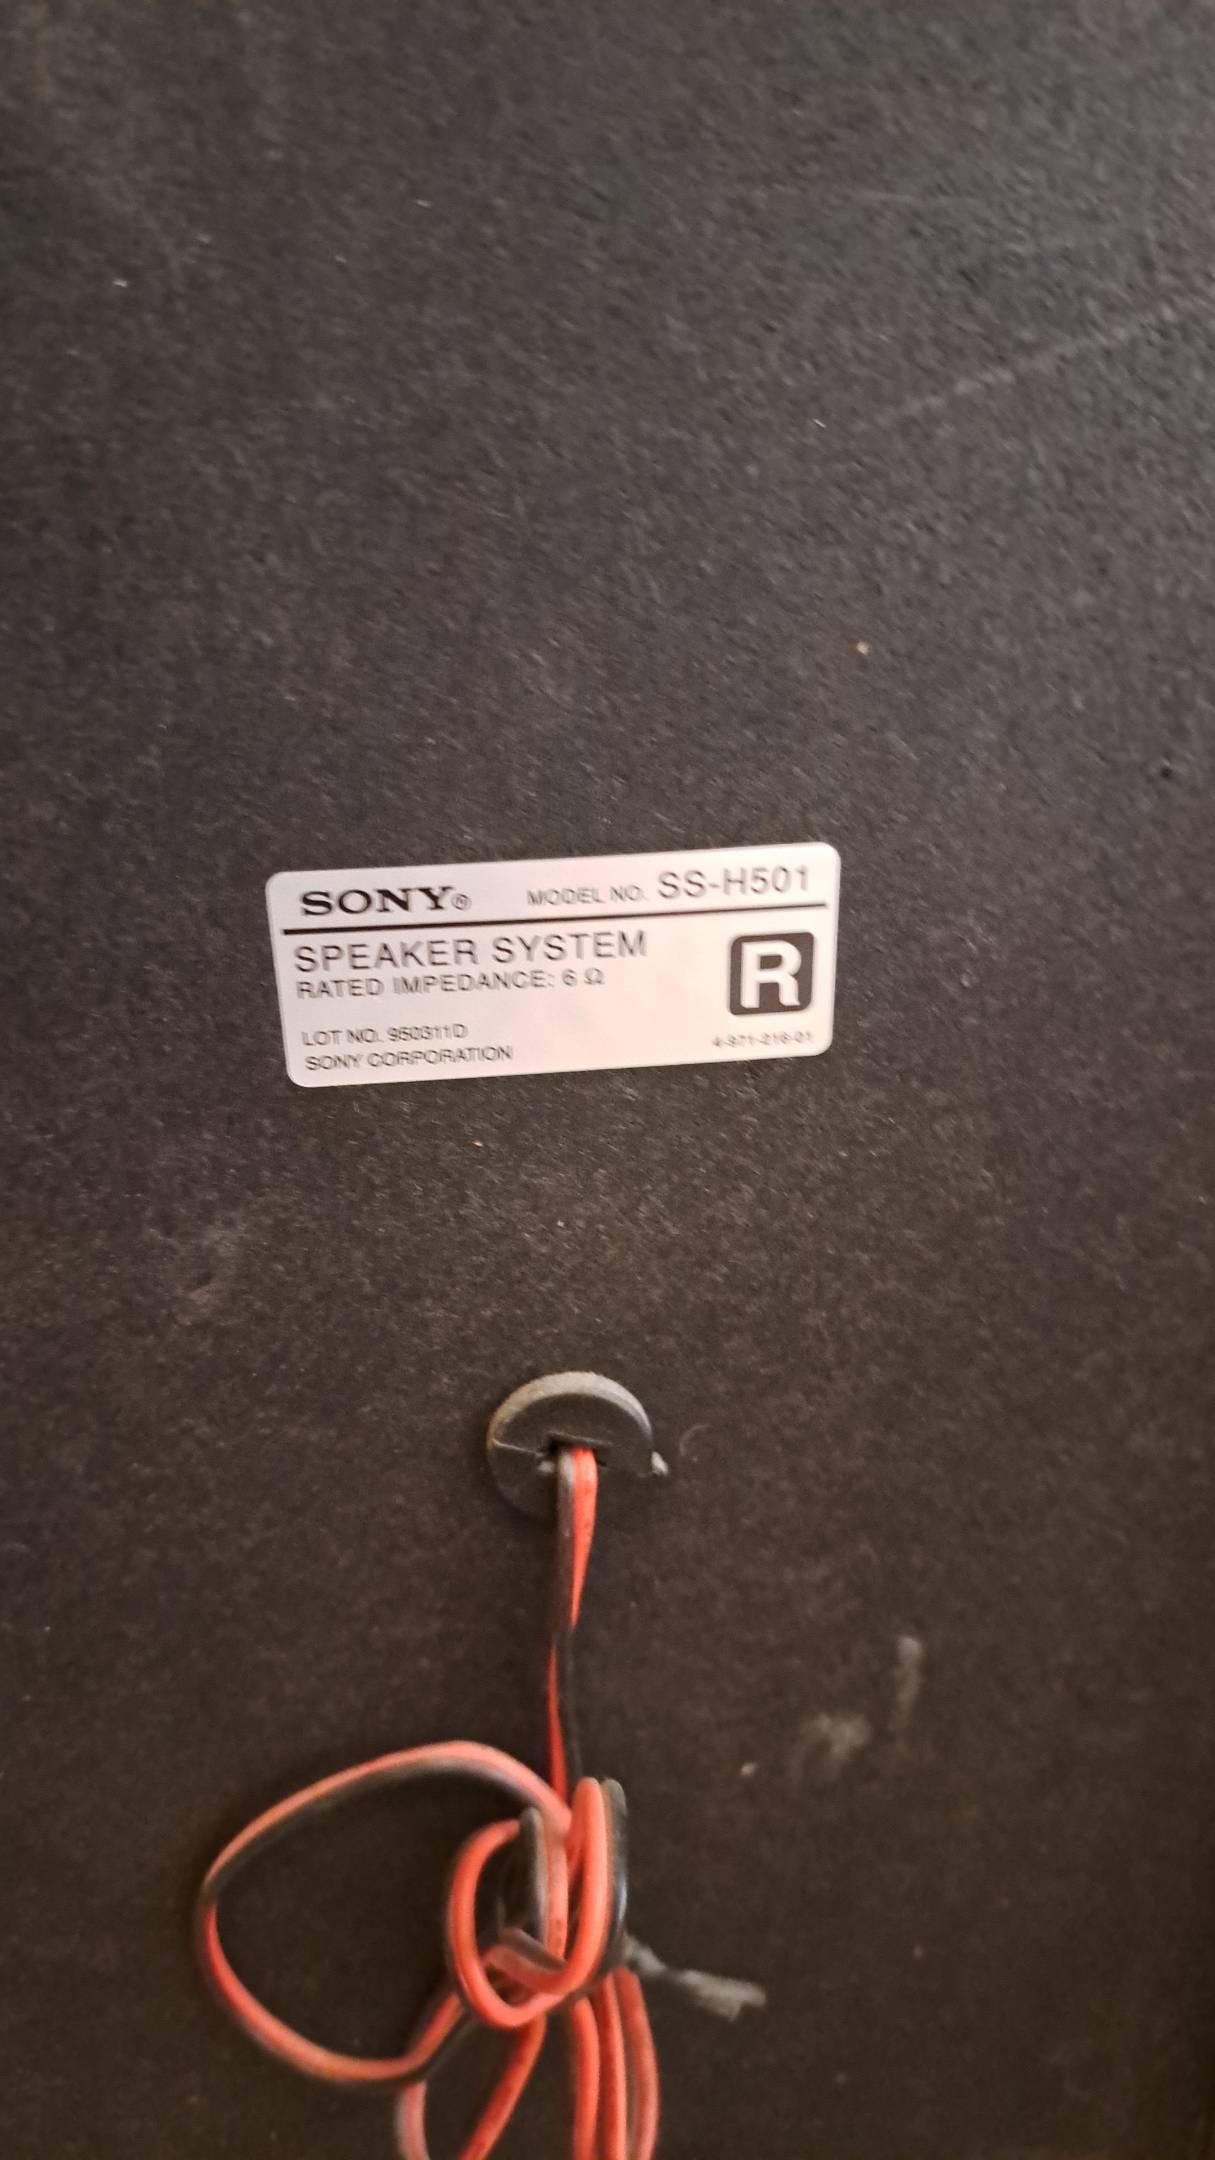 SONY® MODEL NO. SS-H501
SPEAKER SYSTEM
RATED IMPEDANCE: 6 Ω
R
LOT NO. 950311D
SONY CORPORATION
4-971-216-01